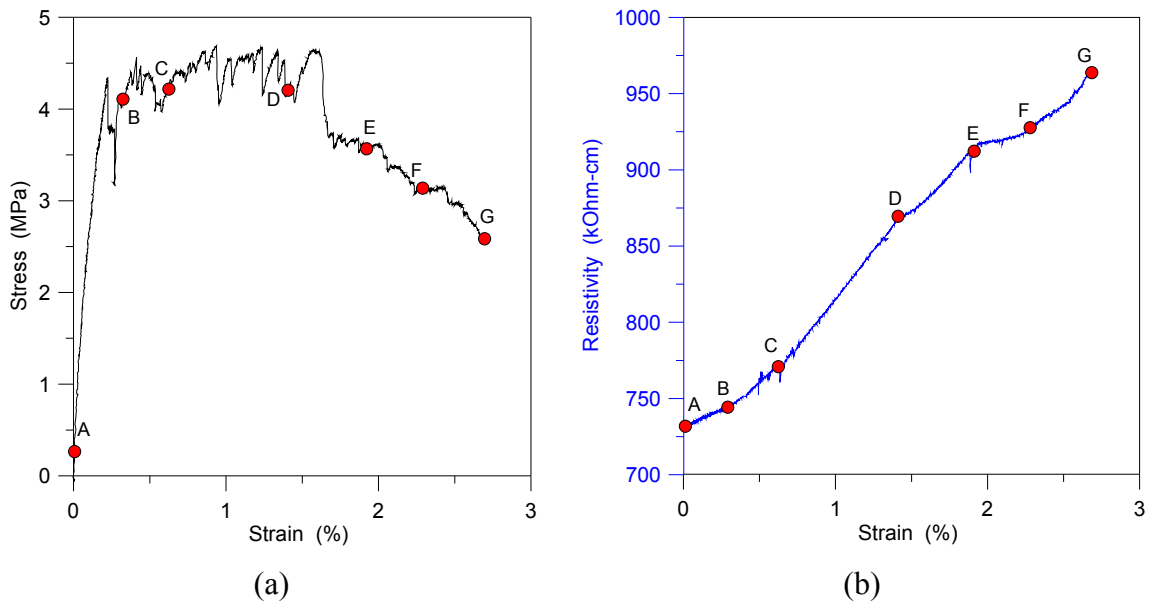 5
4
3
2
1
0
Stress (MPa)
A
B
C
D
E
F
G
0
1
2
3
Strain (%)
(a)
1000
950
900
850
800
750
700
Resistivity (kOhm-cm)
A
B
C
D
E
F
G
0
1
2
3
Strain (%)
(b)